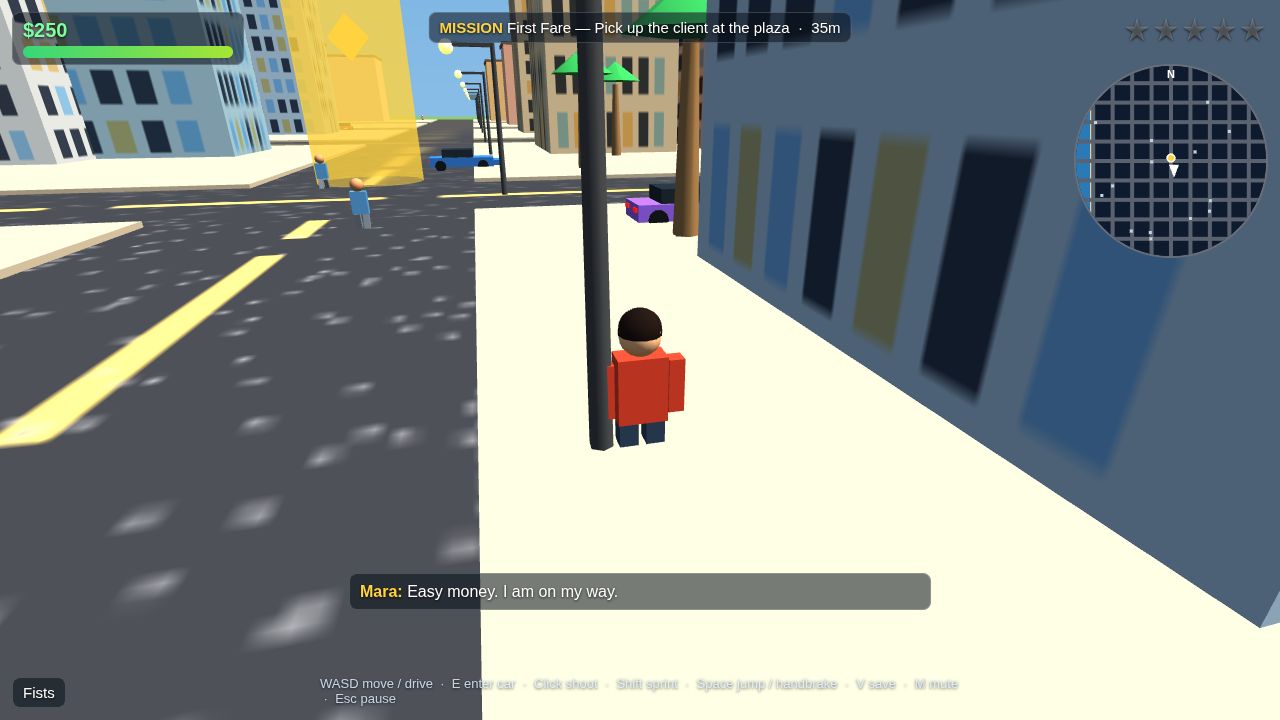 $250
MISSION First Fare — Pick up the client at the plaza · 35m
N
Mara: Easy money. I am on my way.
Fists
WASD move / drive · E enter car · Click shoot · Shift sprint · Space jump / handbrake · V save · M mute
· Esc pause